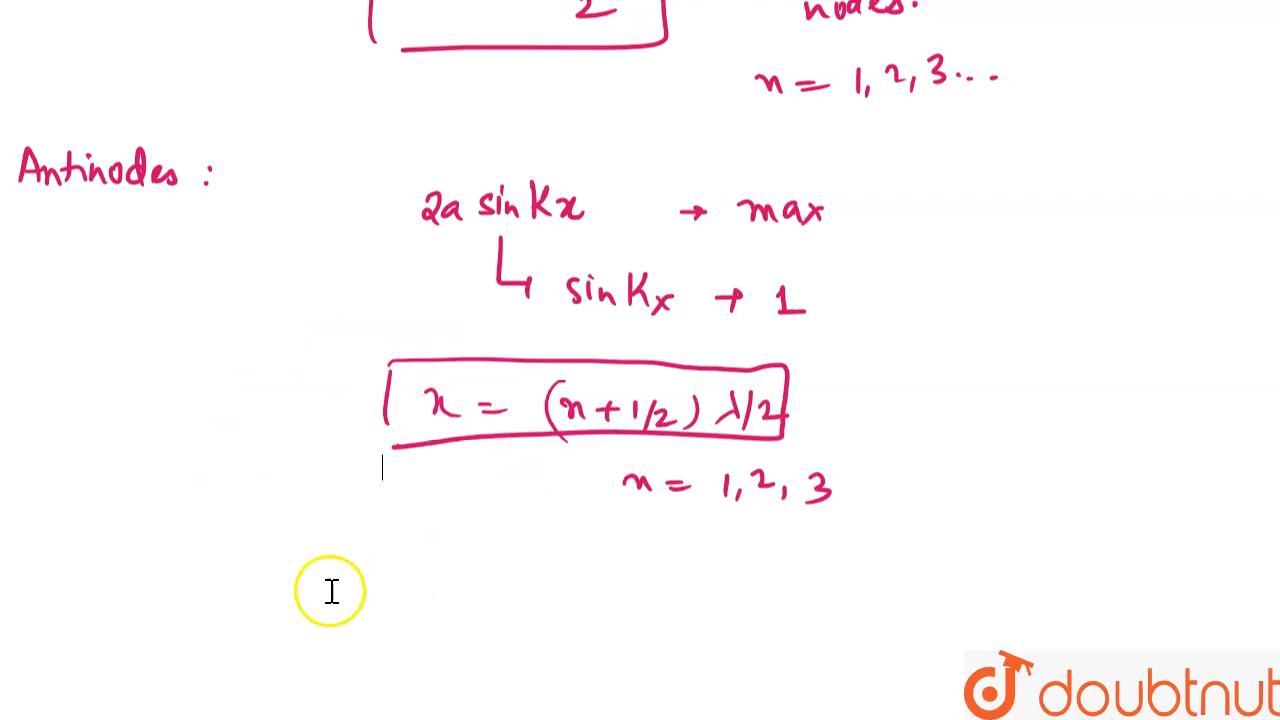 2
nodes.
n = 1, 2, 3...
Antinodes :
2a sin Kx → max
sin Kx → 1
x = (n + 1/2) λ/2
n = 1, 2, 3
doubtnut